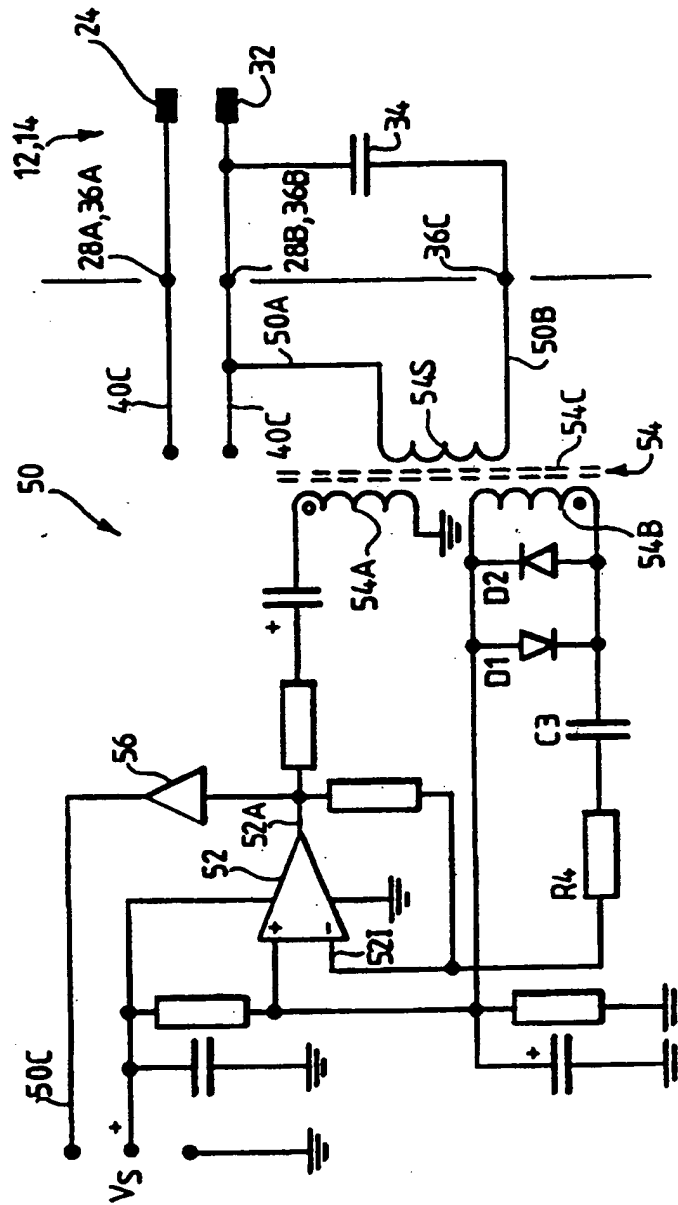 50
12,14
50C
24
VS +
56
40C
28A,36A
52
52A
32
+
+
40C
50A
28B,36B
-
52I
54A
34
54S
36C
D1
D2
+
C3
50B
R4
54C
54B
54